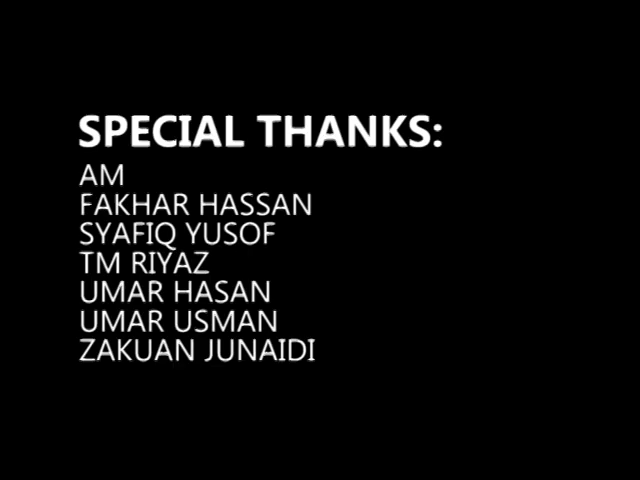 SPECIAL THANKS:
AM
FAKHAR HASSAN
SYAFIQ YUSOF
TM RIYAZ
UMAR HASAN
UMAR USMAN
ZAKUAN JUNAIDI